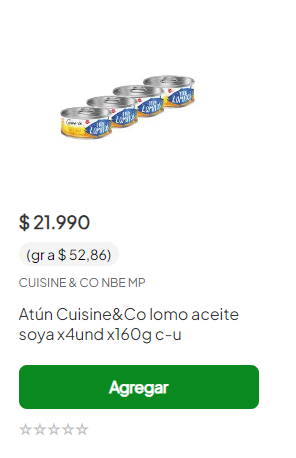 $ 21.990
(gr a $ 52,86)
CUISINE & CO NBE MP
Atún Cuisine&Co lomo aceite
soya x4und x160g c-u
Agregar